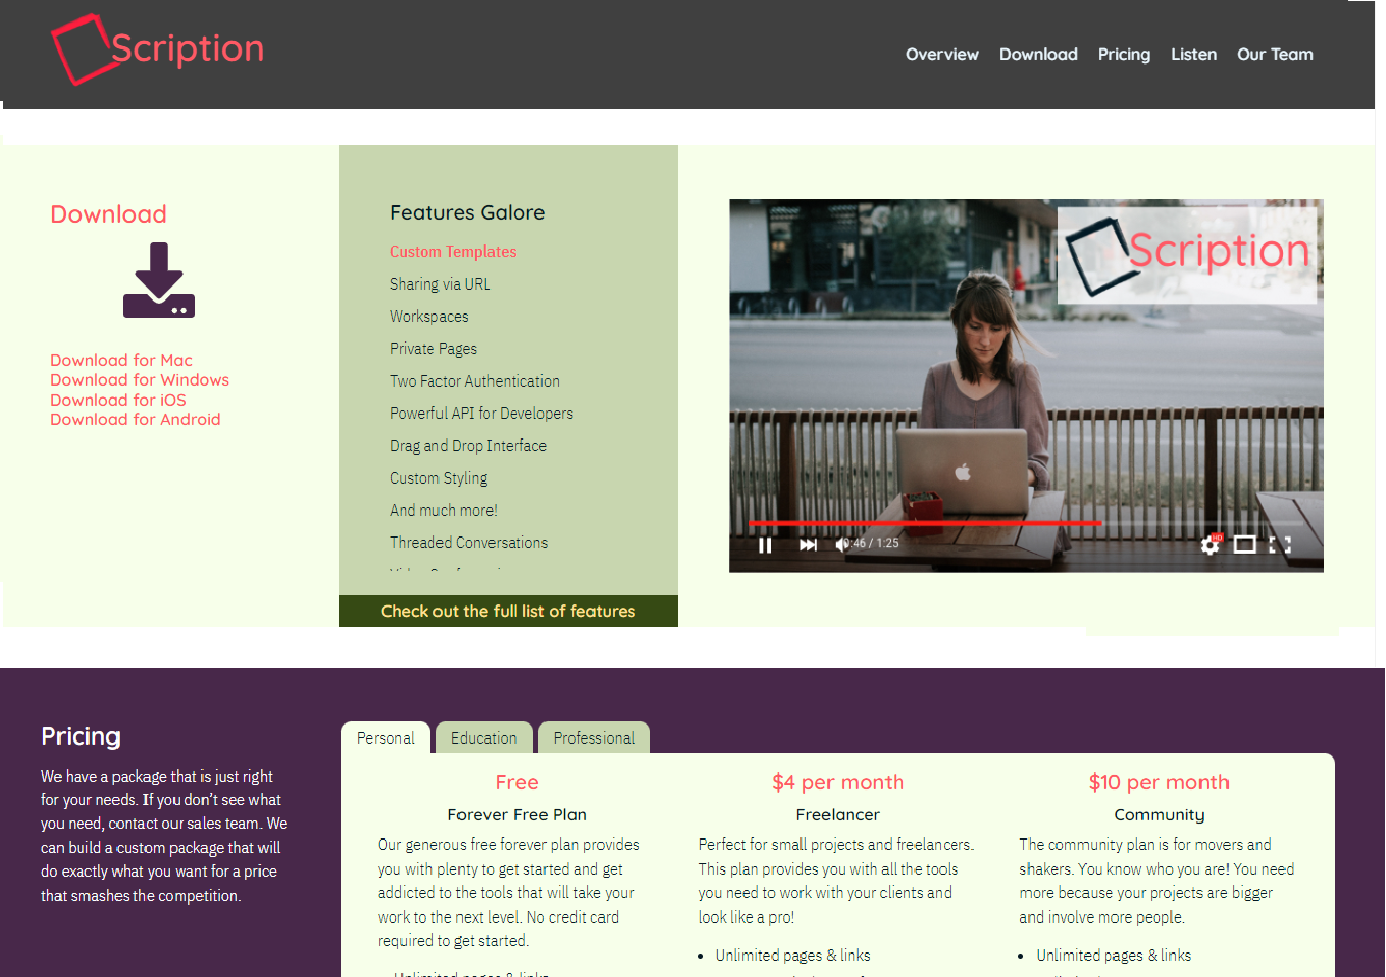 Scription
Overview Download Pricing Listen Our Team
Download
Download for Mac
Download for Windows
Download for iOS
Download for Android
Features Galore
Custom Templates
Sharing via URL
Workspaces
Private Pages
Two Factor Authentication
Powerful API for Developers
Drag and Drop Interface
Custom Styling
And much more!
Threaded Conversations
Check out the full list of features
Scription
0:46 / 1:25
HD
Pricing
We have a package that is just right
for your needs. If you don't see what
you need, contact our sales team. We
can build a custom package that will
do exactly what you want for a price
that smashes the competition.
Personal Education Professional
Free
Forever Free Plan
Our generous free forever plan provides
you with plenty to get started and get
addicted to the tools that will take your
work to the next level. No credit card
required to get started.
Unlimited pages & links
$4 per month
Freelancer
Perfect for small projects and freelancers.
This plan provides you with all the tools
you need to work with your clients and
look like a pro!
• Unlimited pages & links
$10 per month
Community
The community plan is for movers and
shakers. You know who you are! You need
more because your projects are bigger
and involve more people.
• Unlimited pages & links